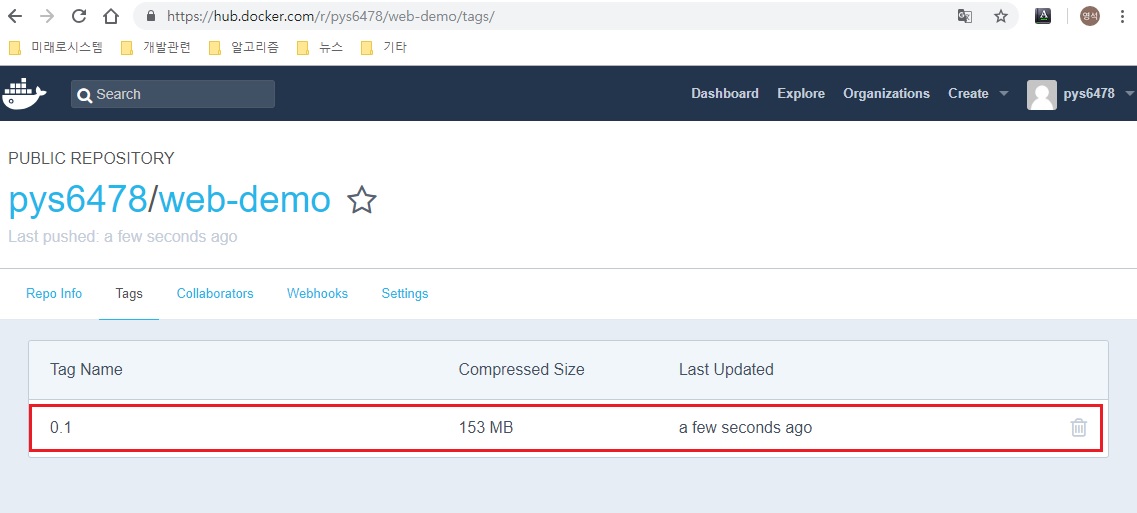 https://hub.docker.com/r/pys6478/web-demo/tags/
A
영석
미래로시스템 개발관련 알고리즘 뉴스 기타
Search Dashboard Explore Organizations Create pys6478
PUBLIC REPOSITORY
pys6478/web-demo
Last pushed: a few seconds ago
Repo Info Tags Collaborators Webhooks Settings
Tag Name Compressed Size Last Updated
0.1 153 MB a few seconds ago